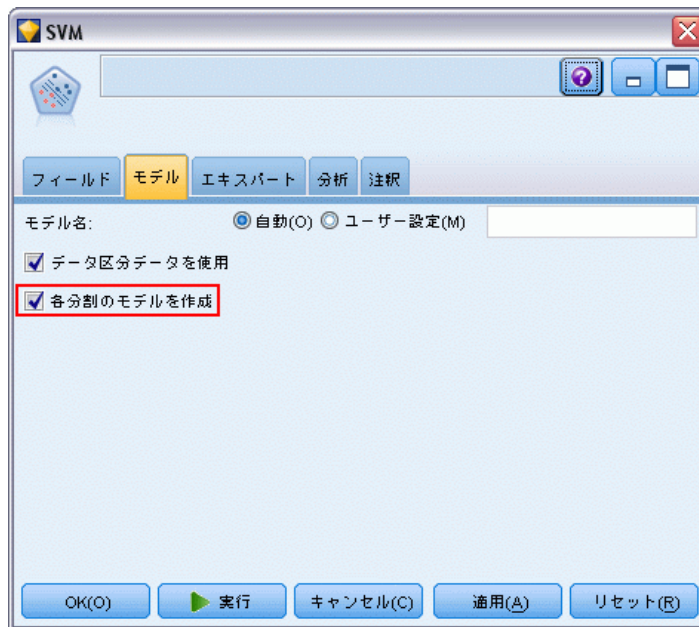 SVM
フィールド モデル エキスパート 分析 注釈
モデル名: 自動(O) ユーザー設定(M)
データ区分データを使用
各分割のモデルを作成
OK(O) 実行 キャンセル(C) 適用(A) リセット(R)